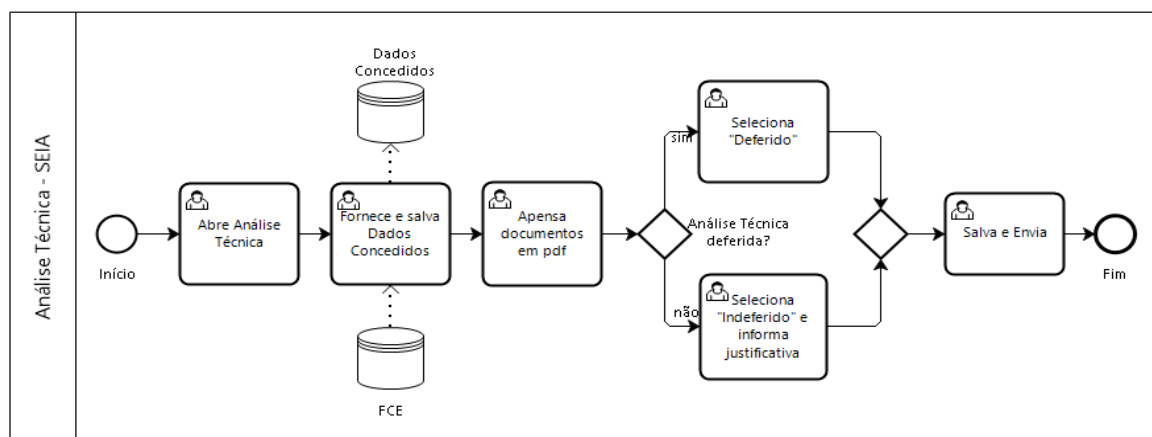 Análise Técnica - SEIA
Início
Abre Análise
Técnica
Dados
Concedidos
Fornece e salva
Dados
Concedidos
FCE
Apensa
documentos
em pdf
Análise Técnica
deferida?
sim
Seleciona
"Deferido"
não
Seleciona
"Indeferido" e
informa
justificativa
Salva e Envia
Fim